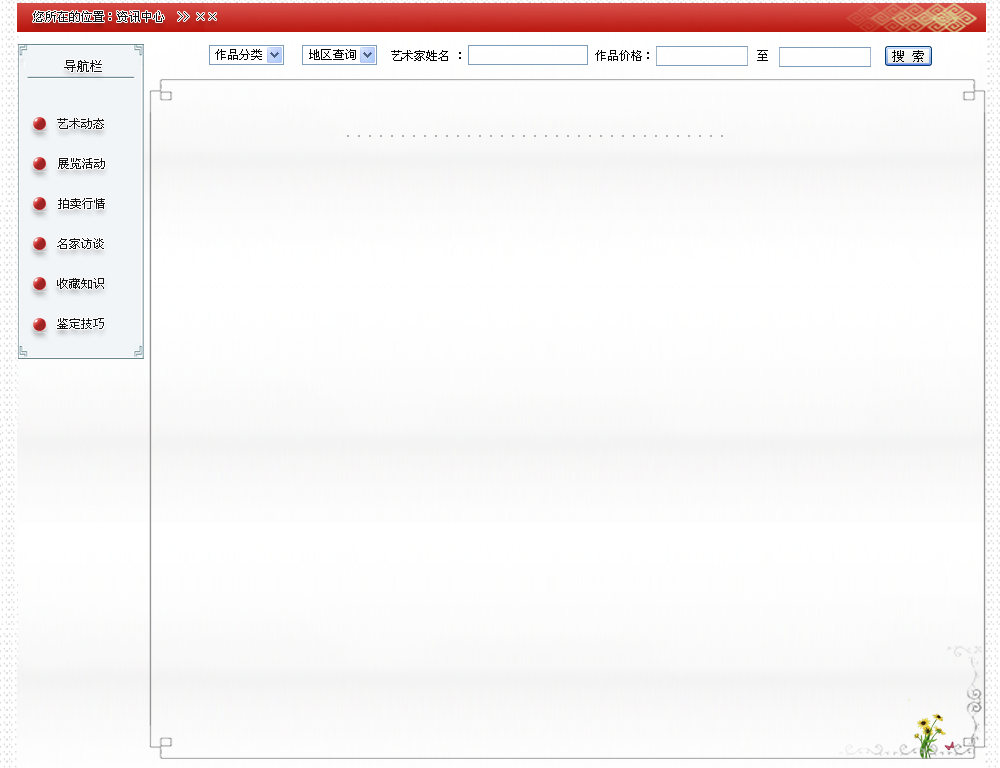 您所在的位置：资讯中心 >> ××
导航栏
艺术动态
展览活动
拍卖行情
名家访谈
收藏知识
鉴定技巧
作品分类 地区查询 艺术家姓名 ： 作品价格： 至 搜 索